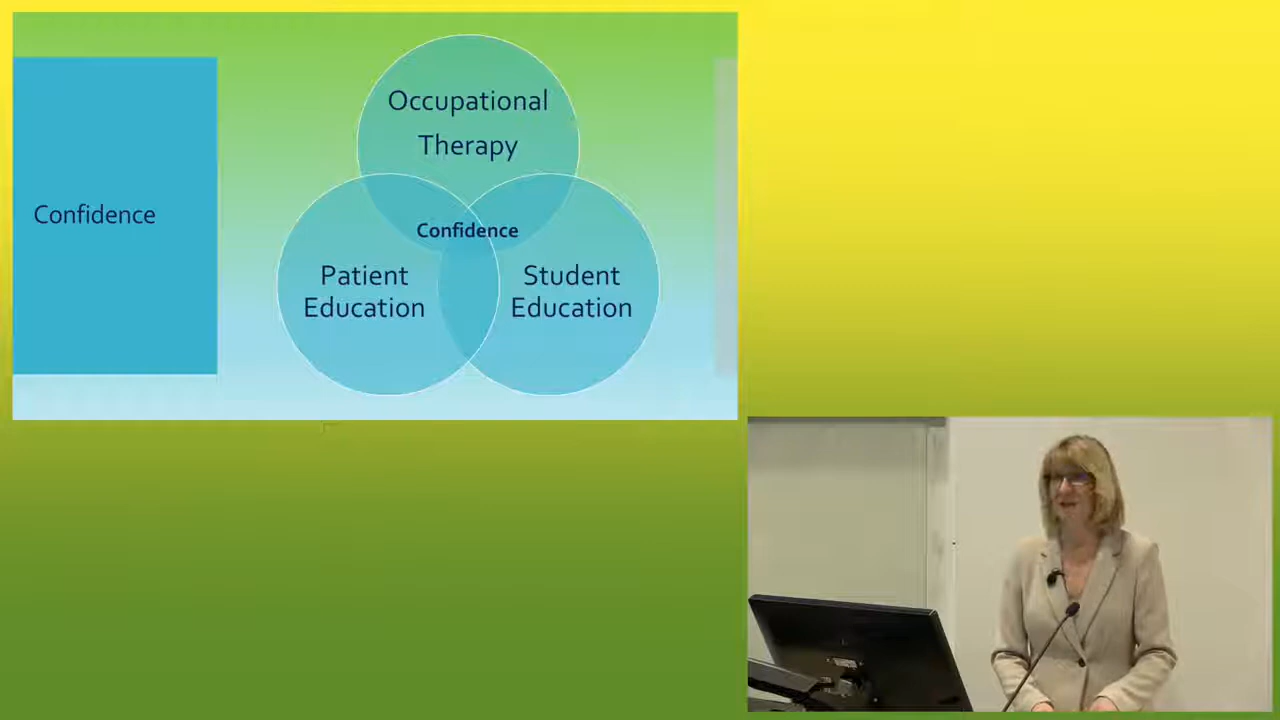 Confidence
Occupational
Therapy
Confidence
Patient
Education
Student
Education